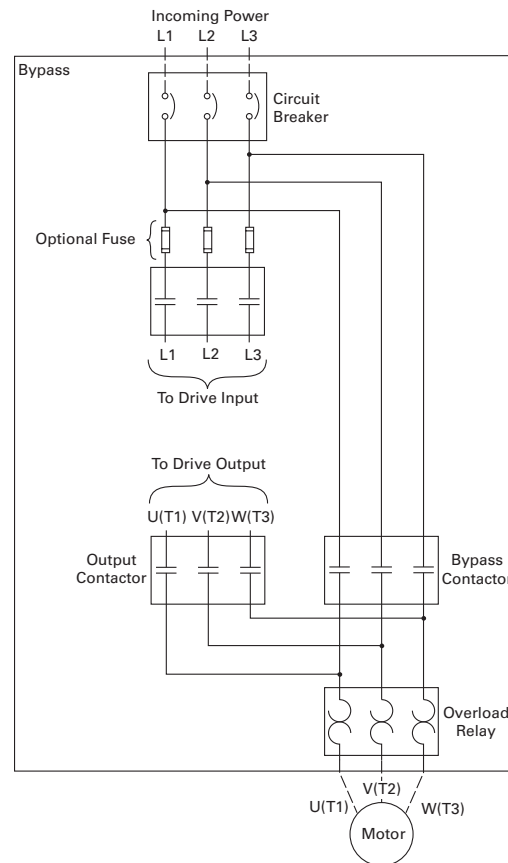 Incoming Power
L1 L2 L3
Bypass
Circuit
Breaker
Optional Fuse
L1 L2 L3
To Drive Input
To Drive Output
U(T1) V(T2) W(T3)
Output
Contactor
Bypass
Contactor
Overload
Relay
U(T1) V(T2) W(T3)
Motor